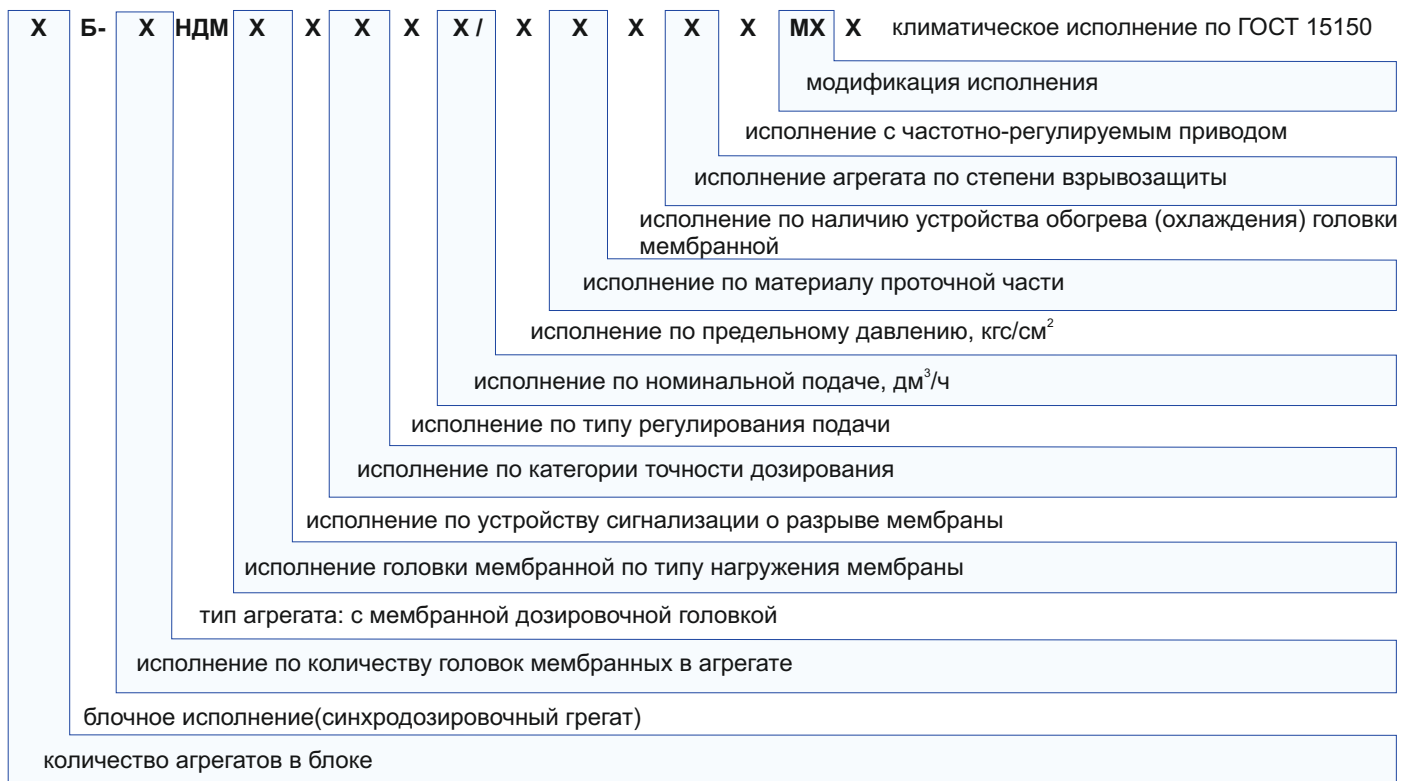 Х Б- Х НДМ Х Х Х Х Х / Х Х Х Х Х МХ Х климатическое исполнение по ГОСТ 15150
модификация исполнения
исполнение с частотно-регулируемым приводом
исполнение агрегата по степени взрывозащиты
исполнение по наличию устройства обогрева (охлаждения) головки
мембранной
исполнение по материалу проточной части
исполнение по предельному давлению, кгс/см²
исполнение по номинальной подаче, дм³/ч
исполнение по типу регулирования подачи
исполнение по категории точности дозирования
исполнение по устройству сигнализации о разрыве мембраны
исполнение головки мембранной по типу нагружения мембраны
тип агрегата: с мембранной дозировочной головкой
исполнение по количеству головок мембранных в агрегате
блочное исполнение(синхродозировочный грегат)
количество агрегатов в блоке